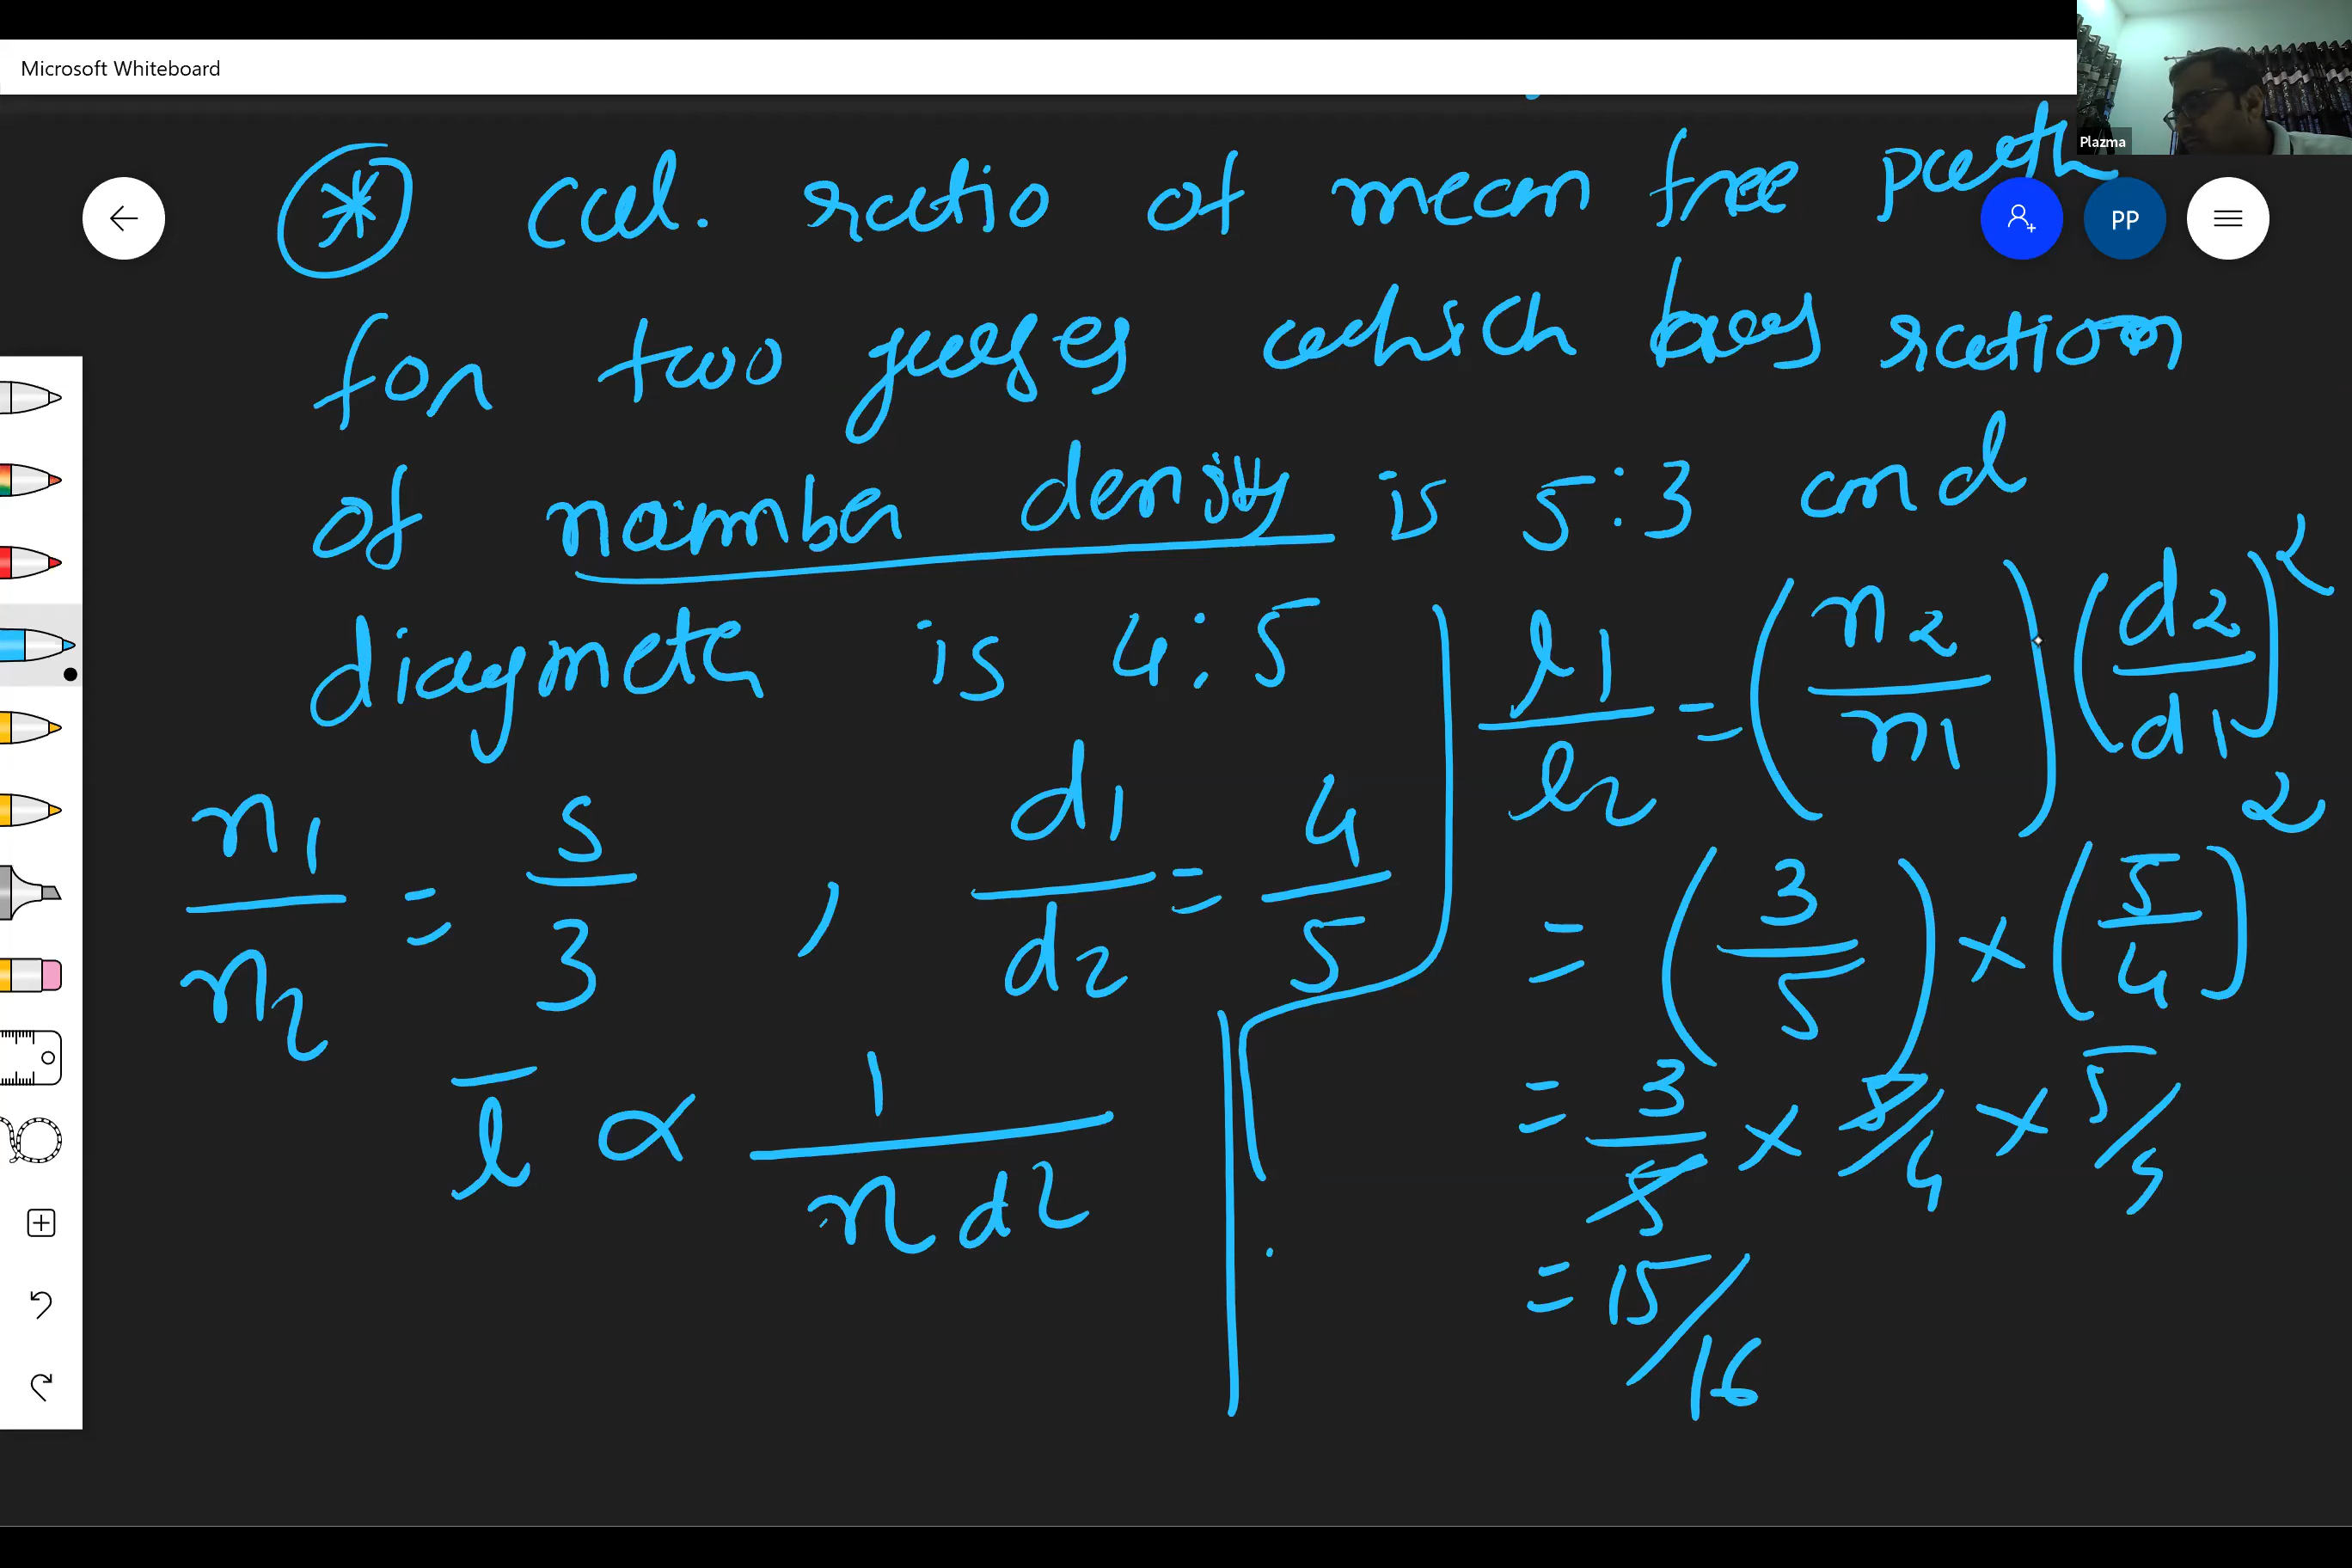 Microsoft Whiteboard
Plazma
PP
* Cal. ratio of mean free path
for two gases which has ratio
of number density is 5:3 and
diameter is 4:5
n1/n2 = 5/3 , d1/d2 = 4/5
l̅ ∝ 1/nd2
l1/l2 = (n2/n1) (d2/d1)²
= (3/5) × (5/4)²
= 3/5 × 5/4 × 5/4
= 15/16